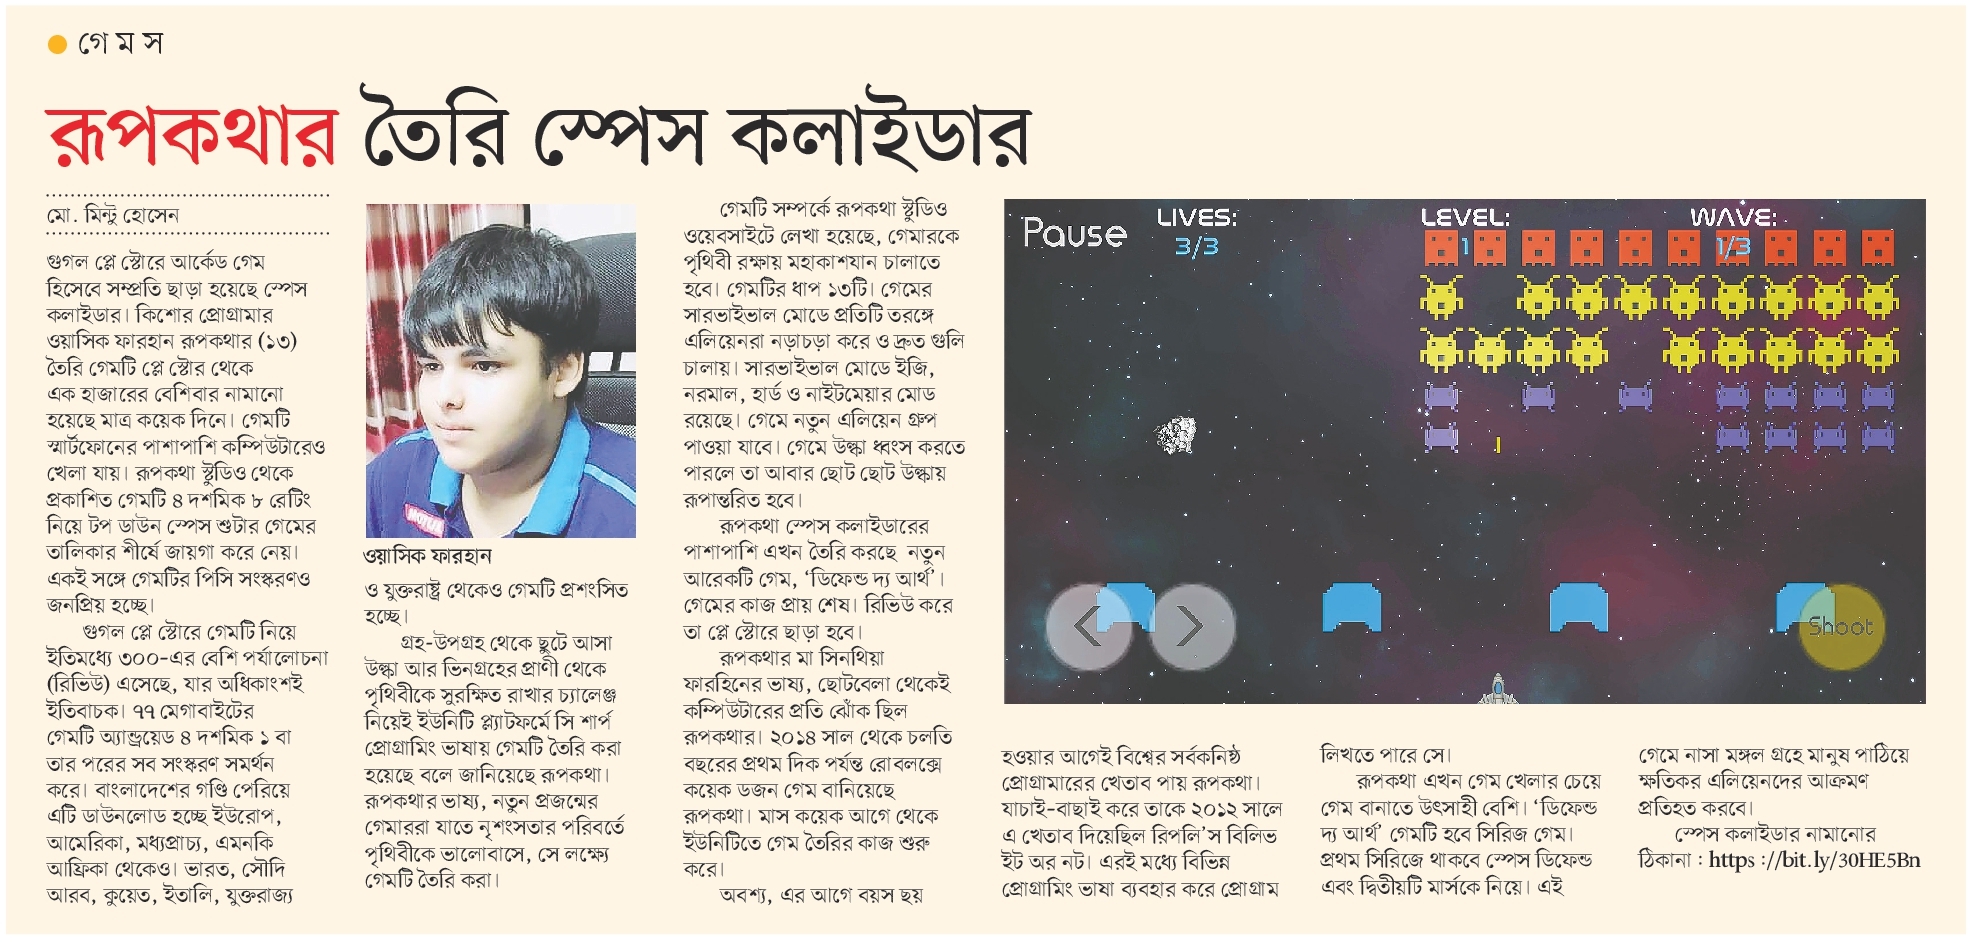 গেমস
রূপকথার তৈরি স্পেস কলাইডার
মো. মিন্টু হোসেন
গুগল প্লে স্টোরে আর্কেড গেম
হিসেবে সম্প্রতি ছাড়া হয়েছে স্পেস
কলাইডার। কিশোর প্রোগ্রামার
ওয়াসিক ফারহান রূপকথার (১৩)
তৈরি গেমটি প্লে স্টোর থেকে
এক হাজারের বেশিবার নামানো
হয়েছে মাত্র কয়েক দিনে। গেমটি
স্মার্টফোনের পাশাপাশি কম্পিউটারেও
খেলা যায়। রূপকথা স্টুডিও থেকে
প্রকাশিত গেমটি ৪ দশমিক ৮ রেটিং
নিয়ে টপ ডাউন স্পেস শুটার গেমের
তালিকার শীর্ষে জায়গা করে নেয়।
একই সঙ্গে গেমটির পিসি সংস্করণও
জনপ্রিয় হচ্ছে।
গুগল প্লে স্টোরে গেমটি নিয়ে
ইতিমধ্যে ৩০০-এর বেশি পর্যালোচনা
(রিভিউ) এসেছে, যার অধিকাংশই
ইতিবাচক। ৭৭ মেগাবাইটের
গেমটি অ্যান্ড্রয়েড ৪ দশমিক ১ বা
তার পরের সব সংস্করণ সমর্থন
করে। বাংলাদেশের গণ্ডি পেরিয়ে
এটি ডাউনলোড হচ্ছে ইউরোপ,
আমেরিকা, মধ্যপ্রাচ্য, এমনকি
আফ্রিকা থেকেও। ভারত, সৌদি
আরব, কুয়েত, ইতালি, যুক্তরাজ্য
ওয়াসিক ফারহান
ও যুক্তরাষ্ট্র থেকেও গেমটি প্রশংসিত
হচ্ছে।
গ্রহ-উপগ্রহ থেকে ছুটে আসা
উল্কা আর ভিনগ্রহের প্রাণী থেকে
পৃথিবীকে সুরক্ষিত রাখার চ্যালেঞ্জ
নিয়েই ইউনিটি প্ল্যাটফর্মে সি শার্প
প্রোগ্রামিং ভাষায় গেমটি তৈরি করা
হয়েছে বলে জানিয়েছে রূপকথা।
রূপকথার ভাষ্য, নতুন প্রজন্মের
গেমাররা যাতে নৃশংসতার পরিবর্তে
পৃথিবীকে ভালোবাসে, সে লক্ষ্যে
গেমটি তৈরি করা।
গেমটি সম্পর্কে রূপকথা স্টুডিও
ওয়েবসাইটে লেখা হয়েছে, গেমারকে
পৃথিবী রক্ষায় মহাকাশযান চালাতে
হবে। গেমটির ধাপ ১৩টি। গেমের
সারভাইভাল মোডে প্রতিটি তরঙ্গে
এলিয়েনরা নড়াচড়া করে ও দ্রুত গুলি
চালায়। সারভাইভাল মোডে ইজি,
নরমাল, হার্ড ও নাইটমেয়ার মোড
রয়েছে। গেমে নতুন এলিয়েন গ্রুপ
পাওয়া যাবে। গেমে উল্কা ধ্বংস করতে
পারলে তা আবার ছোট ছোট উল্কায়
রূপান্তরিত হবে।
রূপকথা স্পেস কলাইডারের
পাশাপাশি এখন তৈরি করছে নতুন
আরেকটি গেম, ‘ডিফেন্ড দ্য আর্থ’।
গেমের কাজ প্রায় শেষ। রিভিউ করে
তা প্লে স্টোরে ছাড়া হবে।
রূপকথার মা সিনথিয়া
ফারহিনের ভাষ্য, ছোটবেলা থেকেই
কম্পিউটারের প্রতি ঝোঁক ছিল
রূপকথার। ২০১৪ সাল থেকে চলতি
বছরের প্রথম দিক পর্যন্ত রোবলক্সে
কয়েক ডজন গেম বানিয়েছে
রূপকথা। মাস কয়েক আগে থেকে
ইউনিটিতে গেম তৈরির কাজ শুরু
করে।
অবশ্য, এর আগে বয়স ছয়
Pause LIVES: LEVEL: WAVE:
3/3 1 1/3
Shoot
হওয়ার আগেই বিশ্বের সর্বকনিষ্ঠ
প্রোগ্রামারের খেতাব পায় রূপকথা।
যাচাই-বাছাই করে তাকে ২০১২ সালে
এ খেতাব দিয়েছিল রিপলি’স বিলিভ
ইট অর নট। এরই মধ্যে বিভিন্ন
প্রোগ্রামিং ভাষা ব্যবহার করে প্রোগ্রাম
লিখতে পারে সে।
রূপকথা এখন গেম খেলার চেয়ে
গেম বানাতে উৎসাহী বেশি। ‘ডিফেন্ড
দ্য আর্থ’ গেমটি হবে সিরিজ গেম।
প্রথম সিরিজে থাকবে স্পেস ডিফেন্ড
এবং দ্বিতীয়টি মার্সকে নিয়ে। এই
গেমে নাসা মঙ্গল গ্রহে মানুষ পাঠিয়ে
ক্ষতিকর এলিয়েনদের আক্রমণ
প্রতিহত করবে।
স্পেস কলাইডার নামানোর
ঠিকানা : https ://bit.ly/30HE5Bn